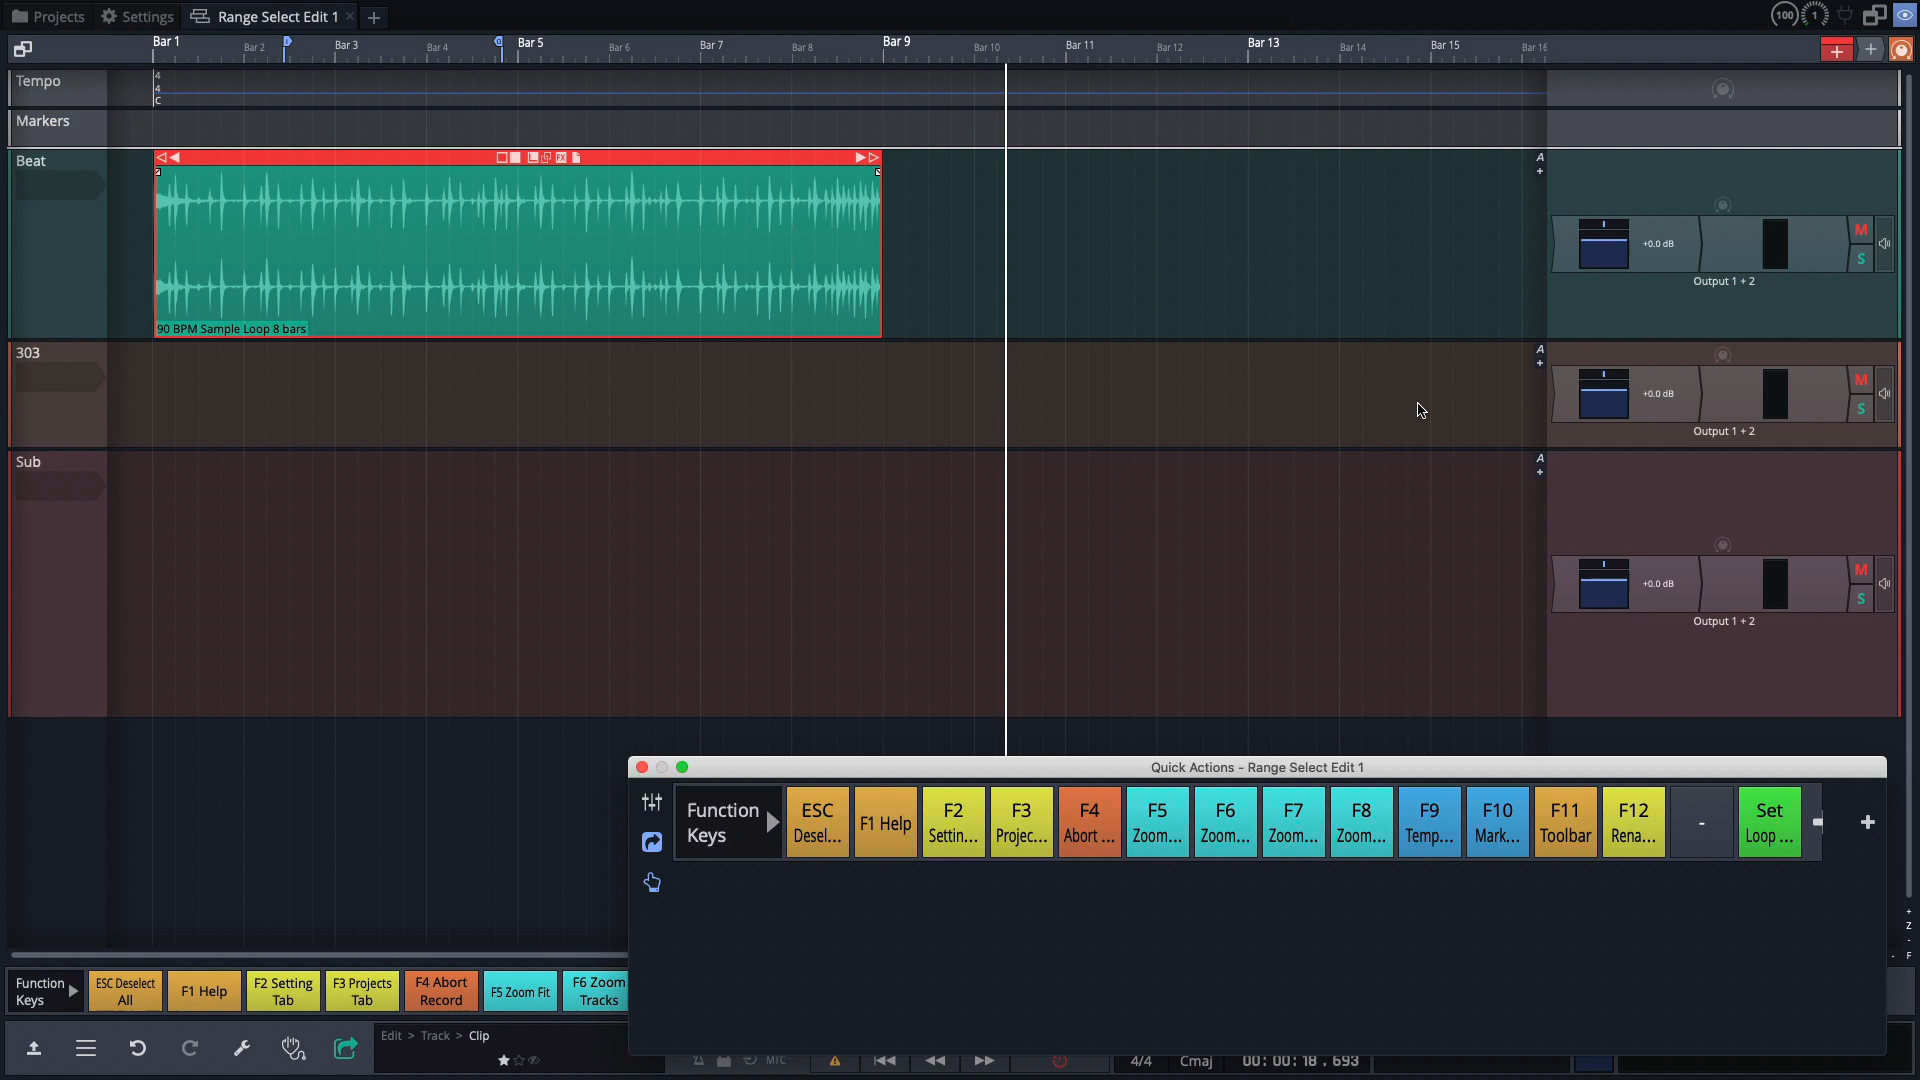 Projects
Settings
Range Select Edit 1
100
1
Bar 1
Bar 2
Bar 3
Bar 4
Bar 5
Bar 6
Bar 7
Bar 8
Bar 9
Bar 10
Bar 11
Bar 12
Bar 13
Bar 14
Bar 15
Bar 16
Tempo
4
4
C
Markers
Beat
FX
90 BPM Sample Loop 8 bars
A
+0.0 dB
M
S
Output 1 + 2
303
A
+0.0 dB
M
S
Output 1 + 2
Sub
A
+0.0 dB
M
S
Output 1 + 2
Quick Actions - Range Select Edit 1
Function
Keys
ESC
Desel...
F1 Help
F2
Settin...
F3
Projec...
F4
Abort ...
F5
Zoom...
F6
Zoom...
F7
Zoom...
F8
Zoom...
F9
Temp...
F10
Mark...
F11
Toolbar
F12
Rena...
-
Set
Loop ...
+
Z
-
- F
Function
Keys
ESC Deselect
All
F1 Help
F2 Setting
Tab
F3 Projects
Tab
F4 Abort
Record
F5 Zoom Fit
F6 Zoom
Tracks
Edit > Track > Clip
MTC
4/4
Cmaj
00: 00: 18 . 693